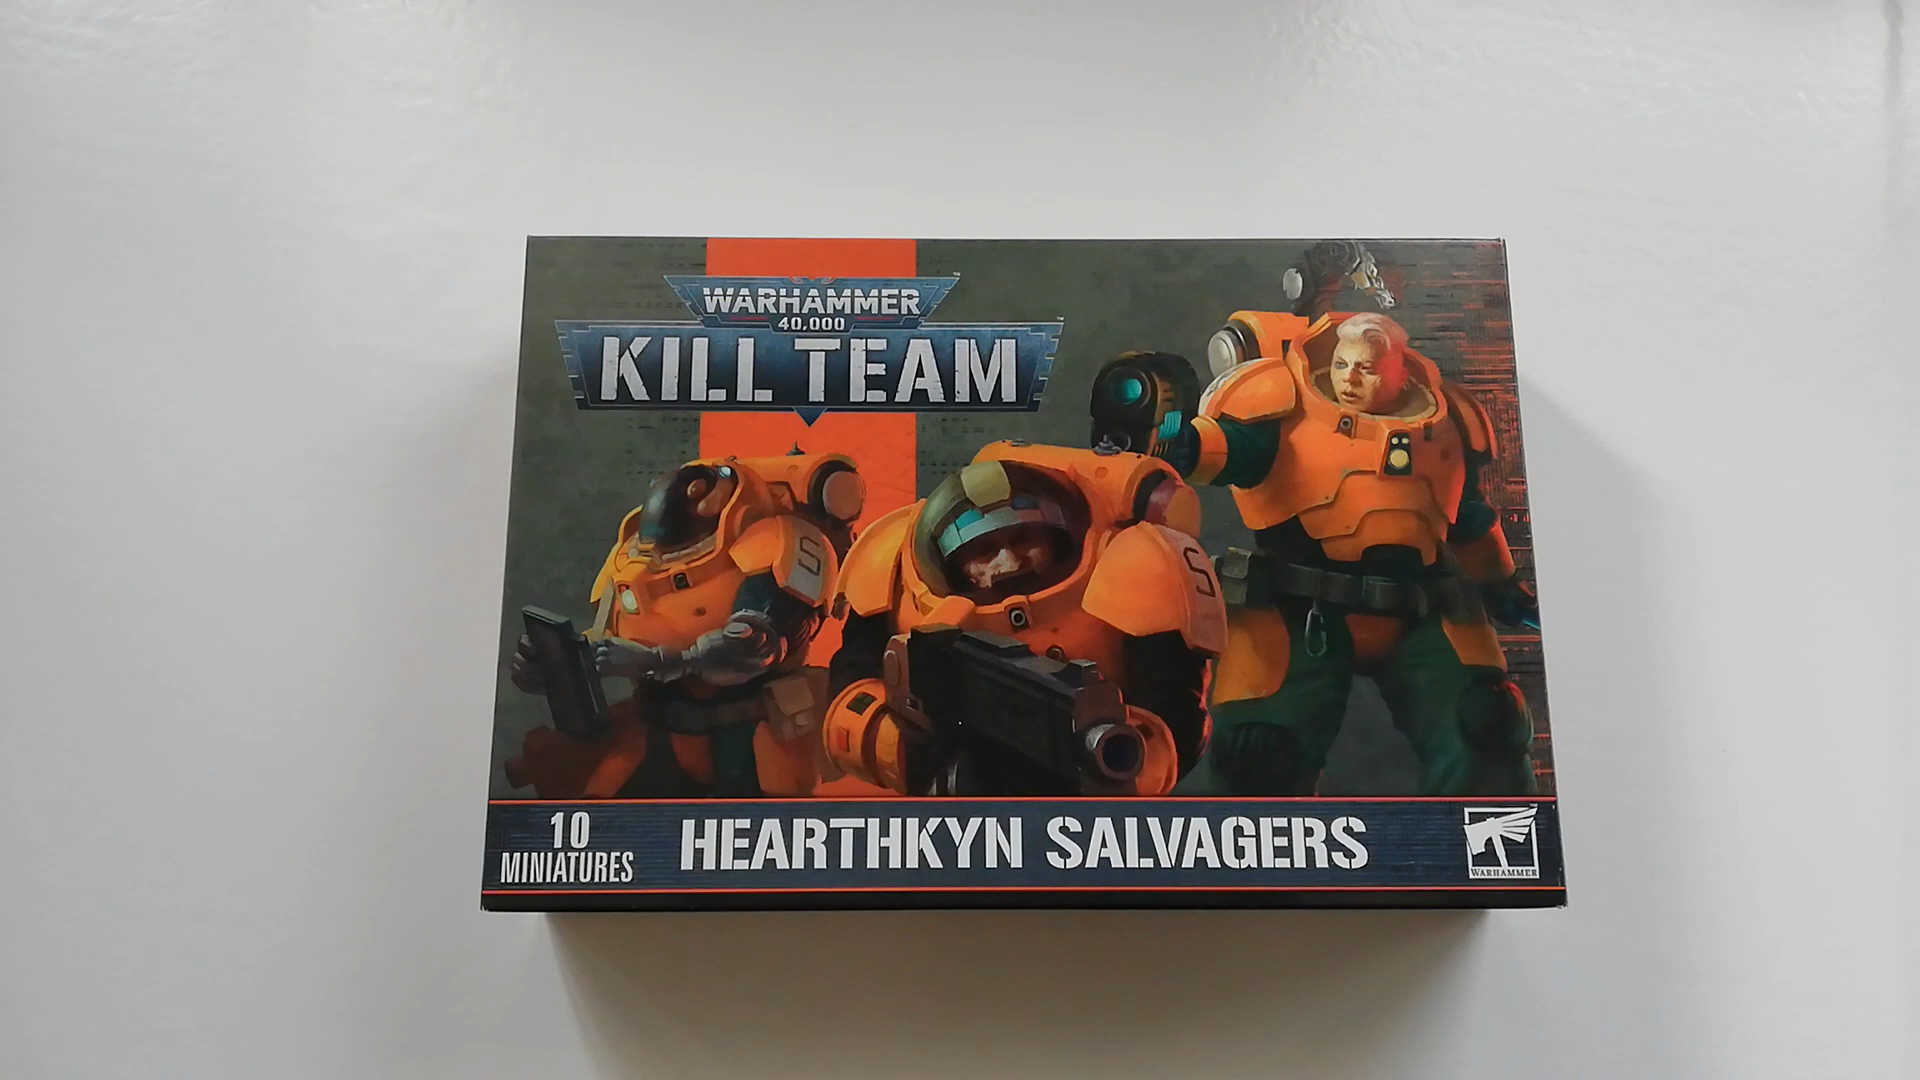 WARHAMMER
40,000
KILL TEAM
S
S
10
MINIATURES
HEARTHKYN SALVAGERS
WARHAMMER